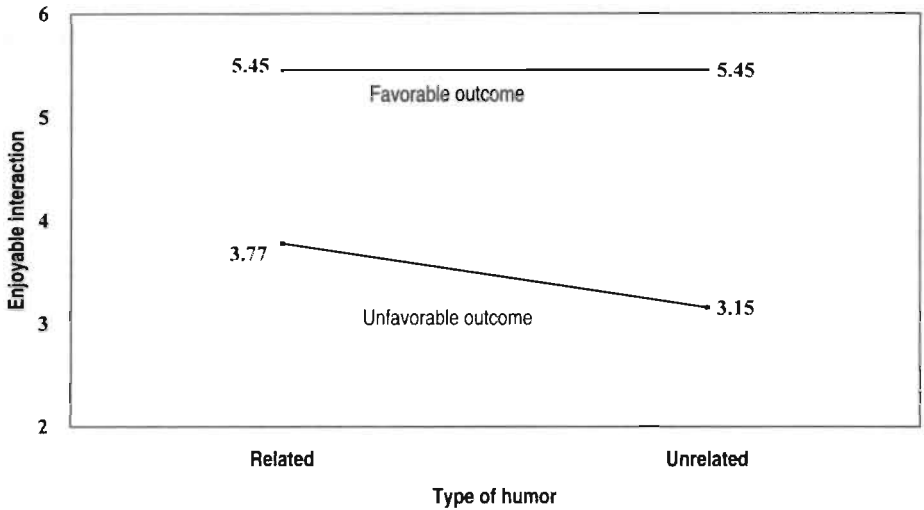 6
5.45
5.45
Favorable outcome
5
Enjoyable interaction
4
3.77
3.15
Unfavorable outcome
3
2
Related
Unrelated
Type of humor